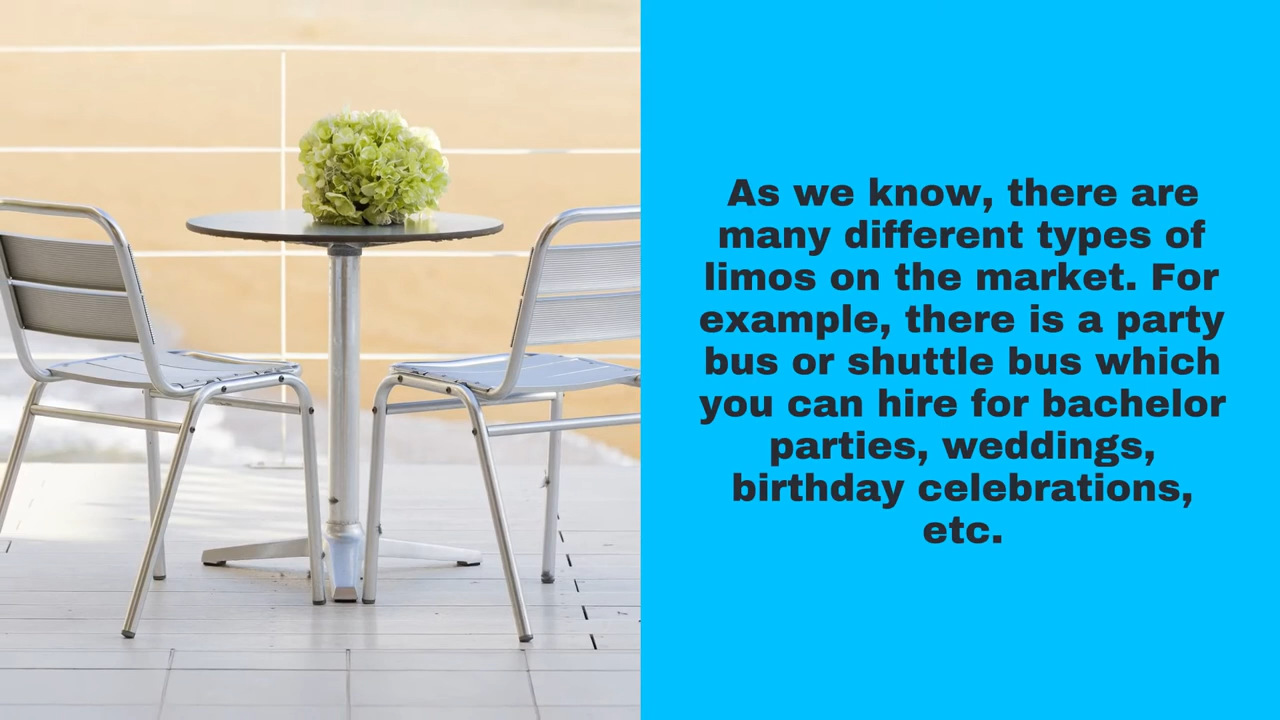 As we know, there are
many different types of
limos on the market. For
example, there is a party
bus or shuttle bus which
you can hire for bachelor
parties, weddings,
birthday celebrations,
etc.